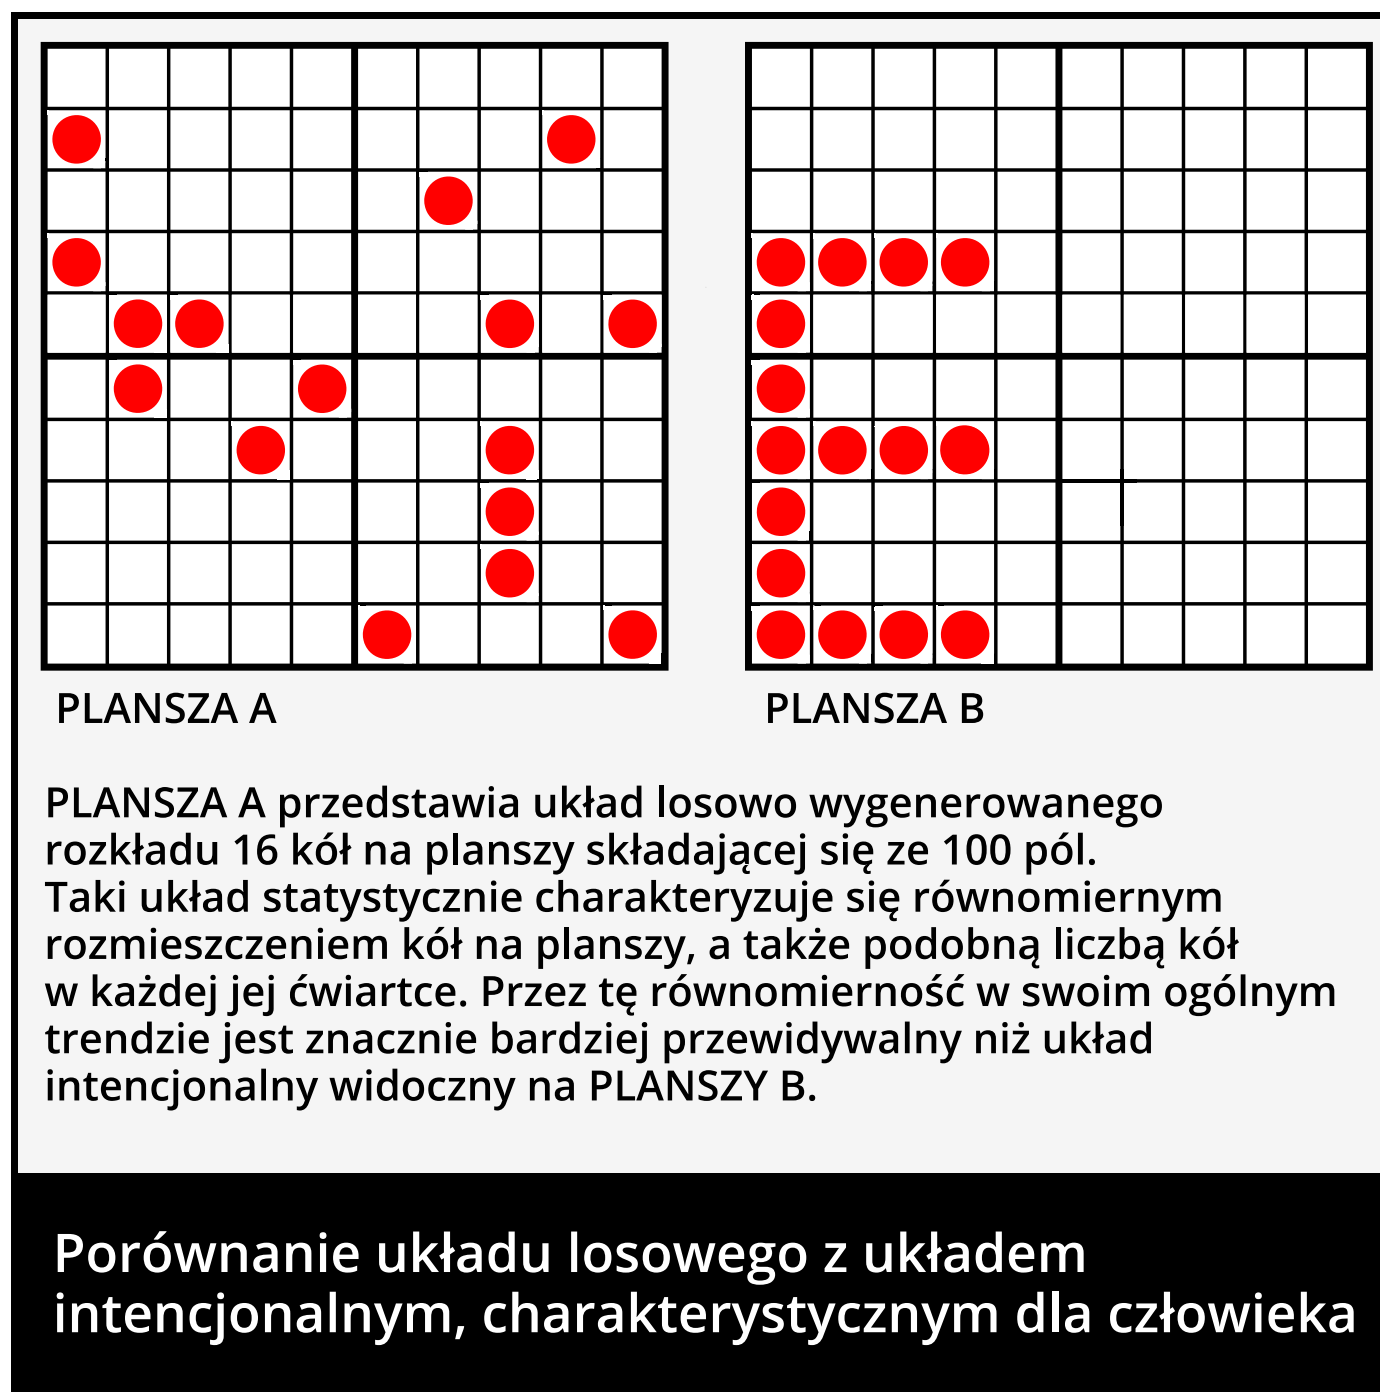 PLANSZA A
PLANSZA B
PLANSZA A przedstawia układ losowo wygenerowanego
rozkładu 16 kół na planszy składającej się ze 100 pól.
Taki układ statystycznie charakteryzuje się równomiernym
rozmieszczeniem kół na planszy, a także podobną liczbą kół
w każdej jej ćwiartce. Przez tę równomierność w swoim ogólnym
trendzie jest znacznie bardziej przewidywalny niż układ
intencjonalny widoczny na PLANSZY B.
Porównanie układu losowego z układem
intencjonalnym, charakterystycznym dla człowieka